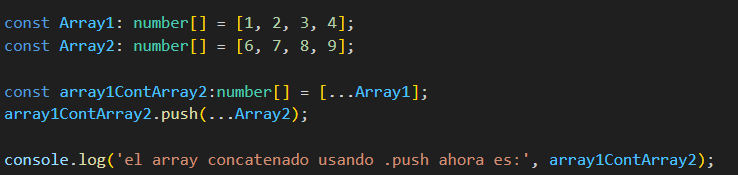 const Array1: number[] = [1, 2, 3, 4];
const Array2: number[] = [6, 7, 8, 9];
const array1ContArray2:number[] = [...Array1];
array1ContArray2.push(...Array2);
console.log('el array concatenado usando .push ahora es:', array1ContArray2);